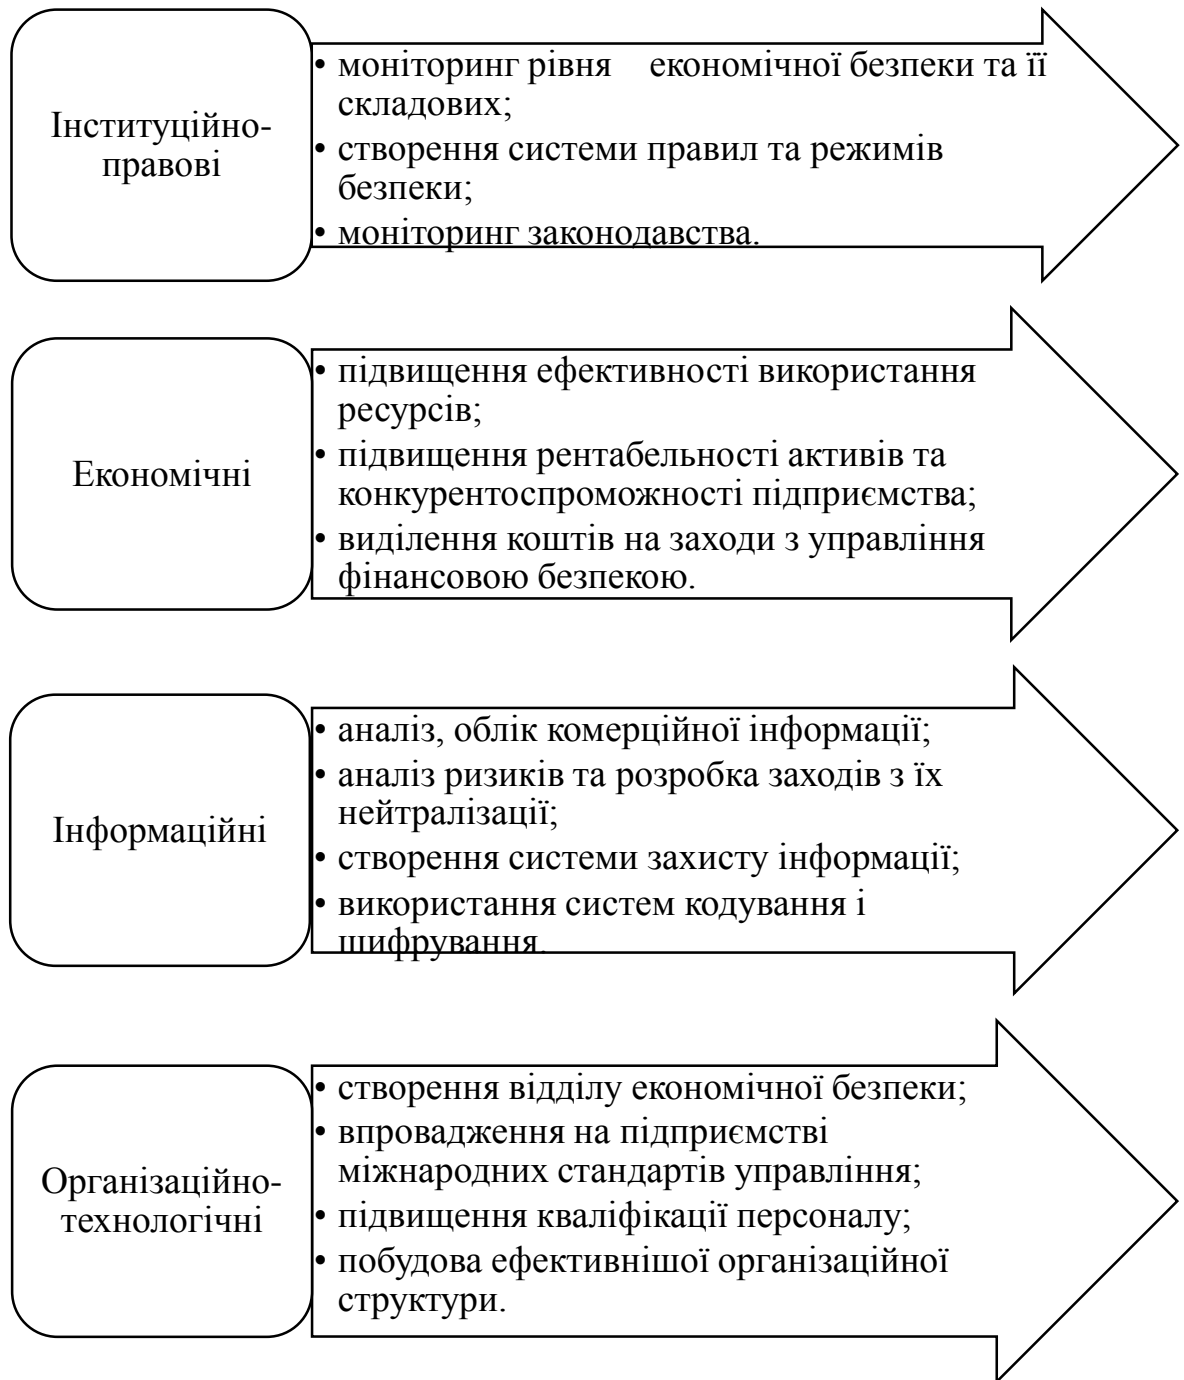 Інституційно-
правові
• моніторинг рівня економічної безпеки та її
складових;
• створення системи правил та режимів
безпеки;
• моніторинг законодавства.
Економічні
• підвищення ефективності використання
ресурсів;
• підвищення рентабельності активів та
конкурентоспроможності підприємства;
• виділення коштів на заходи з управління
фінансовою безпекою.
Інформаційні
• аналіз, облік комерційної інформації;
• аналіз ризиків та розробка заходів з їх
нейтралізації;
• створення системи захисту інформації;
• використання систем кодування і
шифрування.
Організаційно-
технологічні
• створення відділу економічної безпеки;
• впровадження на підприємстві
міжнародних стандартів управління;
• підвищення кваліфікації персоналу;
• побудова ефективнішої організаційної
структури.